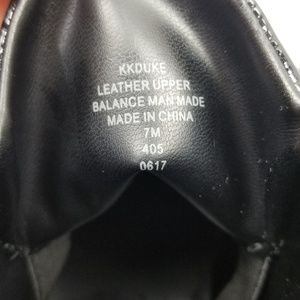 KKDUKE
LEATHER UPPER
BALANCE MAN MADE
MADE IN CHINA
7M
405
0617